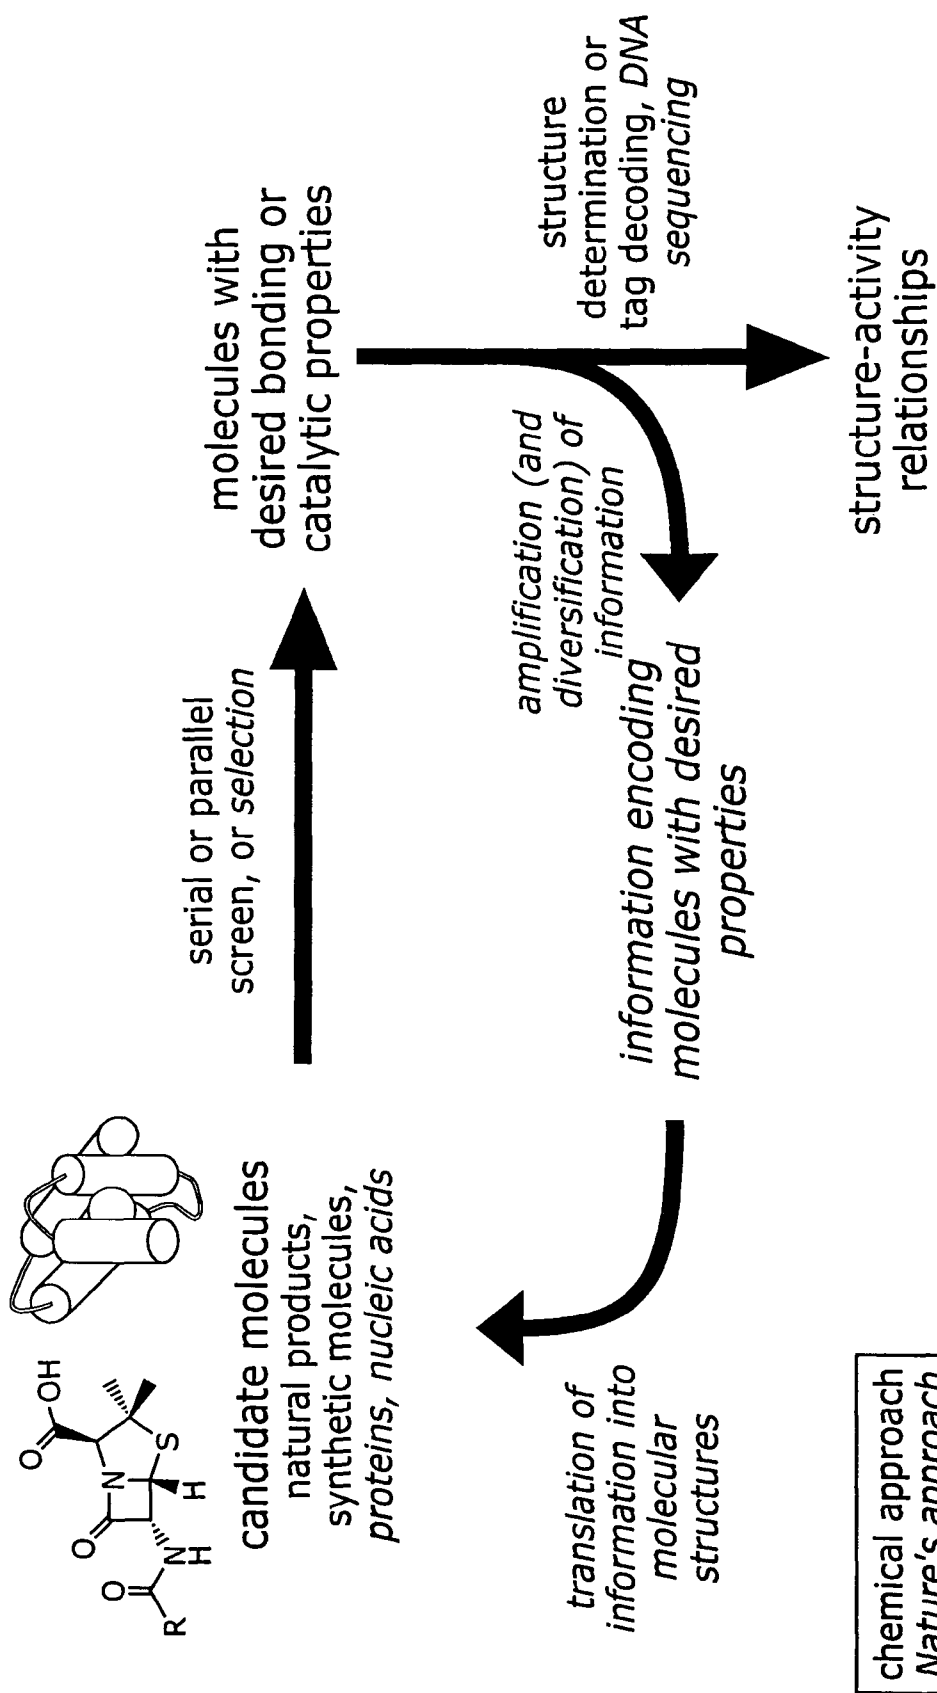 O
OH
O
N
S
H
O
N
H
R
candidate molecules
natural products,
synthetic molecules,
proteins, nucleic acids
serial or parallel
screen, or selection
molecules with
desired bonding or
catalytic properties
structure
determination or
tag decoding, DNA
sequencing
amplification (and
diversification) of
information
structure-activity
relationships
information encoding
molecules with desired
properties
translation of
information into
molecular
structures
chemical approach
Nature's approach